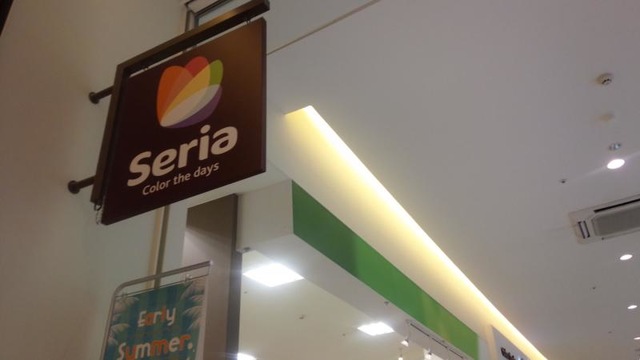 Seria
Color the days
Early
Summer.